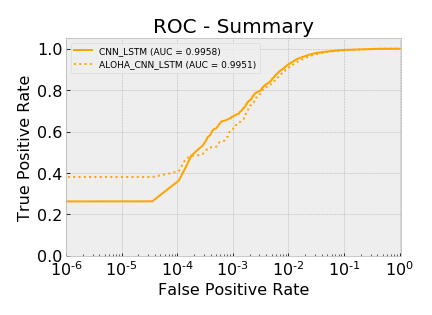 ROC - Summary
CNN_LSTM (AUC = 0.9958)
ALOHA_CNN_LSTM (AUC = 0.9951)
True Positive Rate
1.0
0.8
0.6
0.4
0.2
0.0
10⁻⁶ 10⁻⁵ 10⁻⁴ 10⁻³ 10⁻² 10⁻¹ 10⁰
False Positive Rate